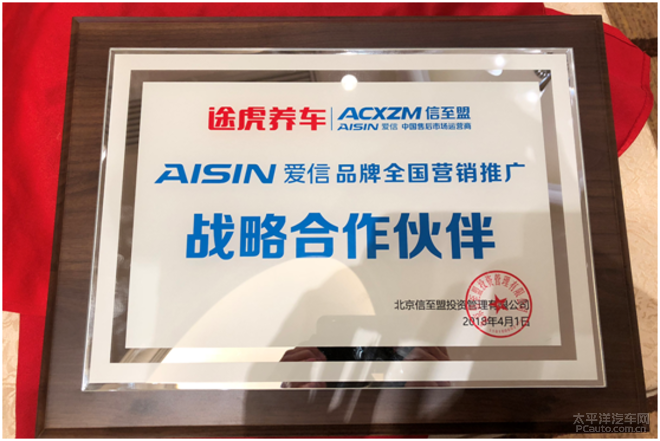 途虎养车 ACXZM 信至盟
AISIN 爱信 中国售后市场运营商
AISIN 爱信 品牌全国营销推广
战略合作伙伴
北京信至盟投资管理有限公司
2018年4月1日
太平洋汽车网
PCauto.com.cn